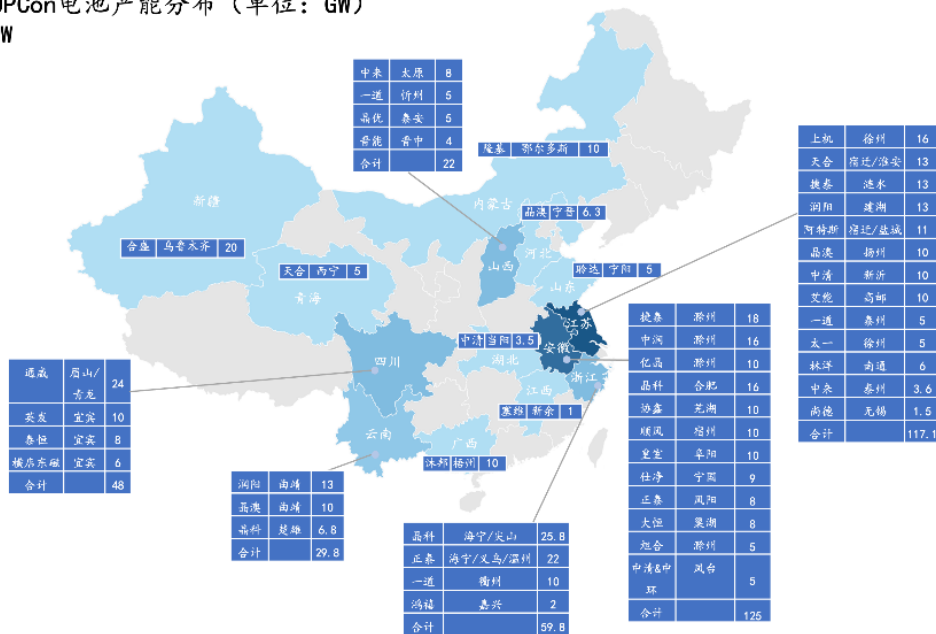 OPCon电池产能分布（单位：GW）
W
中来 太原 8
一道 忻州 5
晶优 泰安 5
晋能 晋中 4
合计 22
隆基 鄂尔多斯 10
上机 徐州 16
天合 宿迁/淮安 13
捷泰 涟水 13
润阳 建湖 13
阿特斯 宿迁/盐城 11
晶澳 扬州 10
中清 新沂 10
艾能 高邮 10
一道 泰州 5
太一 徐州 5
林洋 南通 6
中来 泰州 3.6
尚德 无锡 1.5
合计 117.1
新疆
内蒙古
晶澳 宁晋 6.3
合盛 乌鲁木齐 20
山西
河北
天合 西宁 5
聆达 宁阳 5
青海
山东
捷泰 滁州 18
中润 滁州 16
亿晶 滁州 10
晶科 合肥 16
协鑫 芜湖 10
顺风 宿州 10
皇室 阜阳 10
仕净 宁国 9
正泰 凤阳 8
大恒 巢湖 8
旭合 滁州 5
中清&中环 凤台 5
合计 125
江苏
中清 当阳 3.5
安徽
四川
湖北
浙江
通威 眉山/青龙 24
英发 宜宾 10
泰恒 宜宾 8
横店东磁 宜宾 6
合计 48
江西
塞维 新余 1
云南
广西
沐邦 梧州 10
润阳 曲靖 13
晶澳 曲靖 10
晶科 楚雄 6.8
合计 29.8
晶科 海宁/尖山 25.8
正泰 海宁/义乌/温州 22
一道 衢州 10
鸿禧 嘉兴 2
合计 59.8